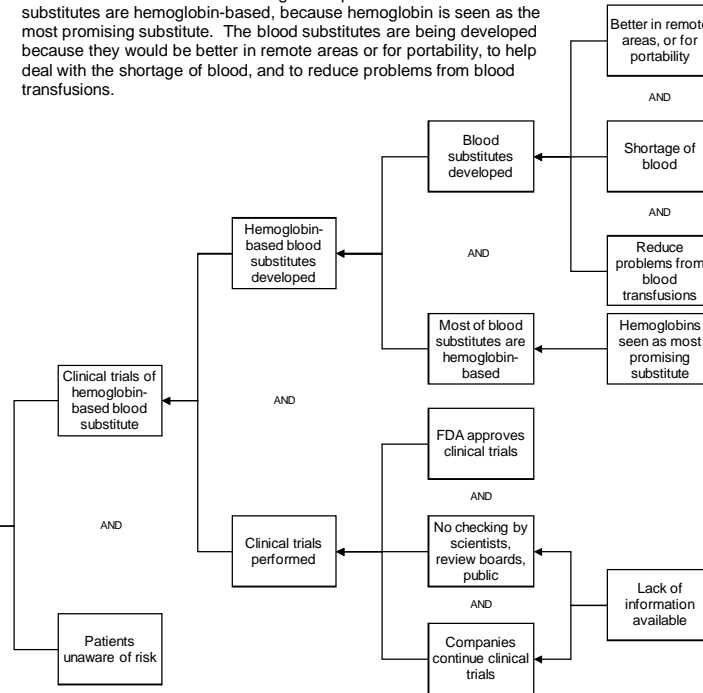 substitutes are hemoglobin-based, because hemoglobin is seen as the
most promising substitute. The blood substitutes are being developed
because they would be better in remote areas or for portability, to help
deal with the shortage of blood, and to reduce problems from blood
transfusions.
Better in remote
areas, or for
portability
AND
Blood
substitutes
developed
Shortage of
blood
AND
Hemoglobin-
based blood
substitutes
developed
AND
Reduce
problems from
blood
transfusions
Most of blood
substitutes are
hemoglobin-
based
Hemoglobins
seen as most
promising
substitute
Clinical trials of
hemoglobin-
based blood
substitute
AND
FDA approves
clinical trials
AND
AND
Clinical trials
performed
No checking by
scientists,
review boards,
public
AND
Lack of
information
available
Patients
unaware of risk
Companies
continue clinical
trials